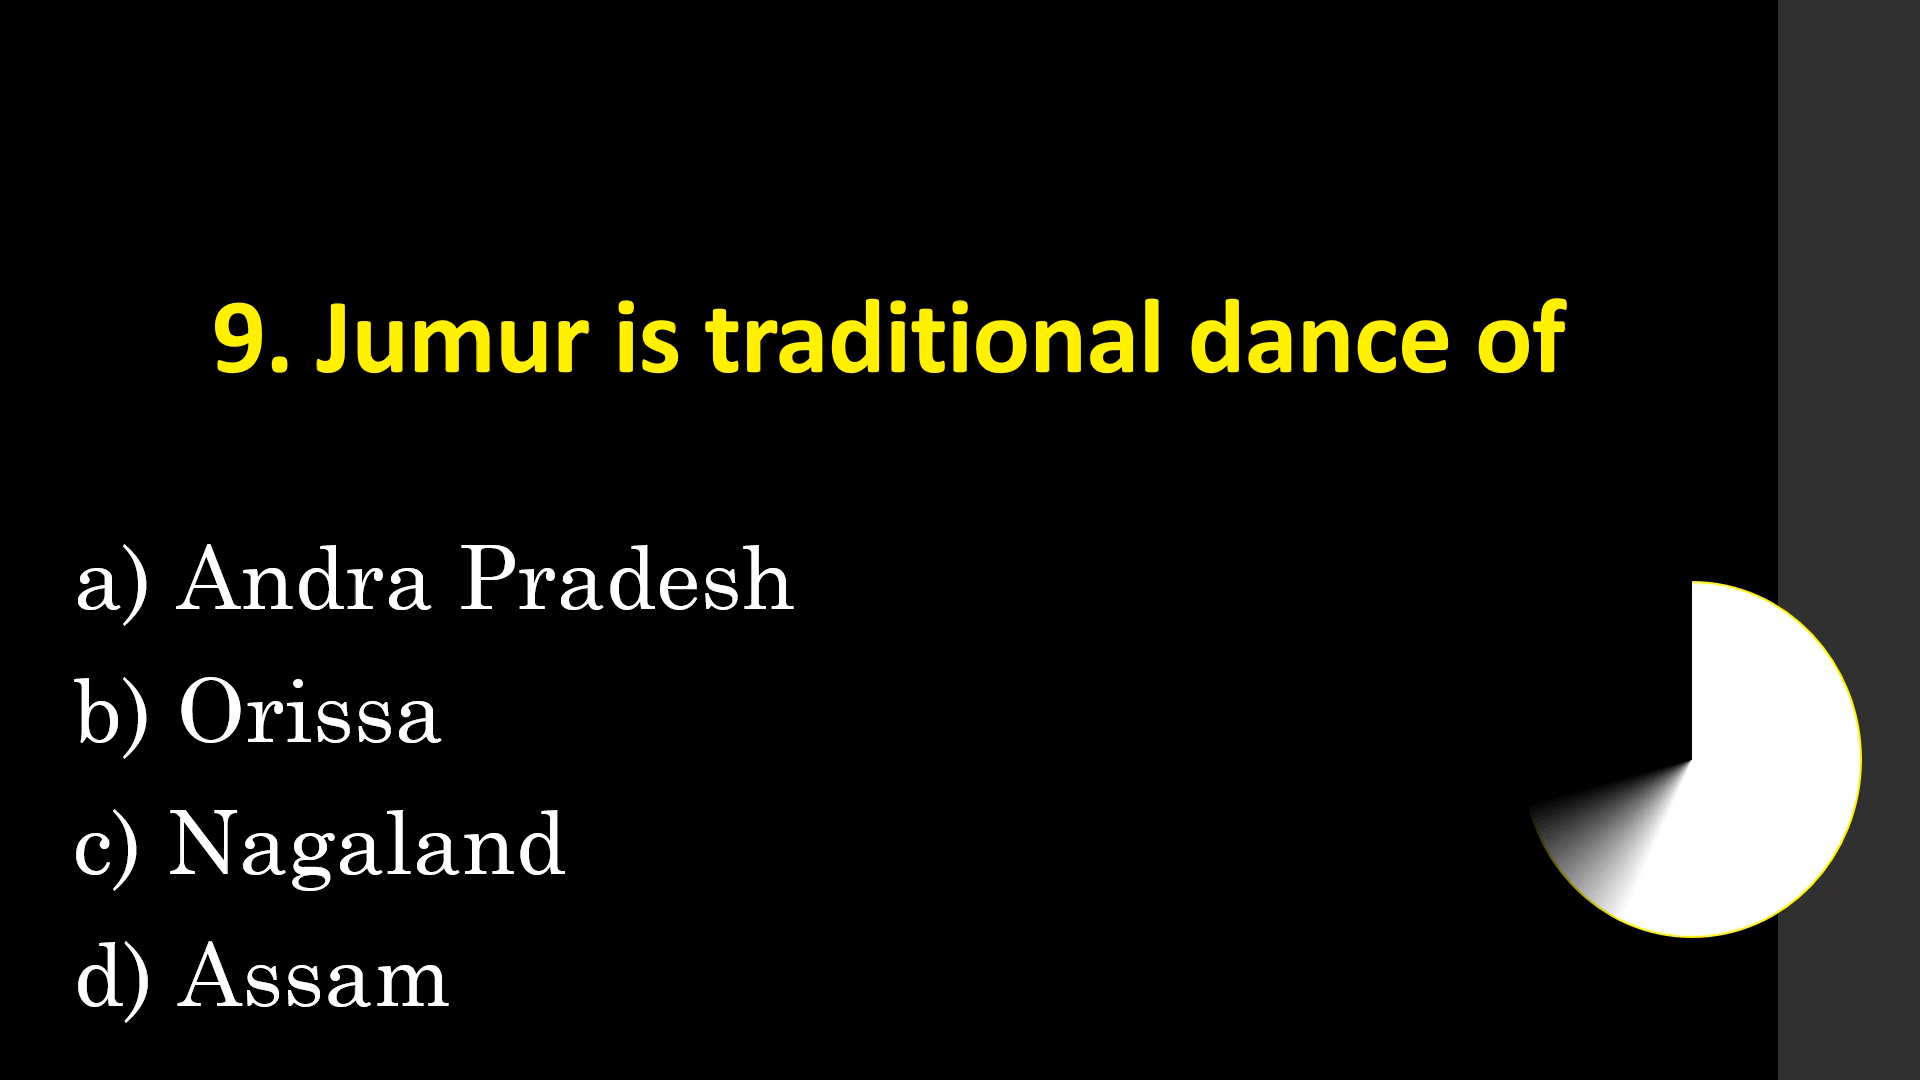 9. Jumur is traditional dance of
a) Andra Pradesh
b) Orissa
c) Nagaland
d) Assam